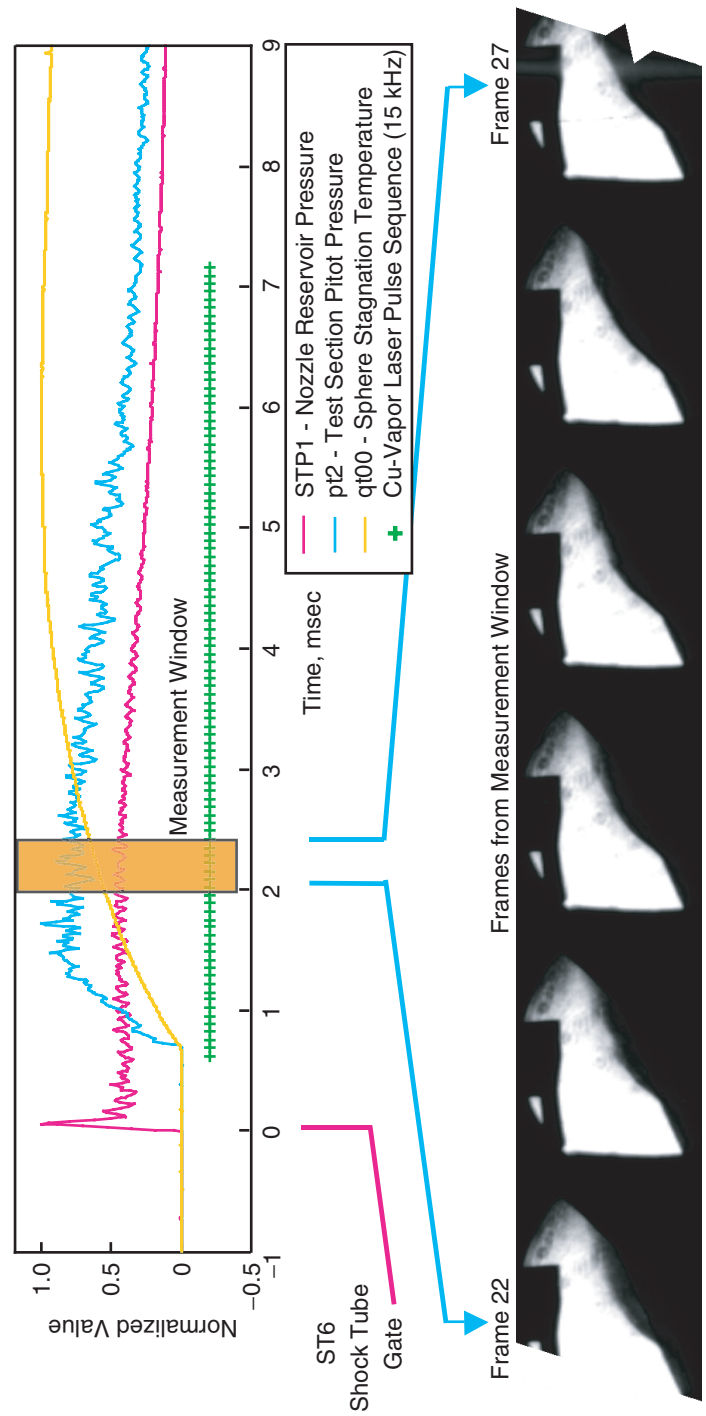 Normalized Value
1.0
0.5
0
−0.5
−1
0
1
2
3
4
5
6
7
8
9
Measurement Window
Time, msec
STP1 - Nozzle Reservoir Pressure
pt2 - Test Section Pitot Pressure
qt00 - Sphere Stagnation Temperature
Cu-Vapor Laser Pulse Sequence (15 kHz)
ST6
Shock Tube
Gate
Frame 22
Frames from Measurement Window
Frame 27